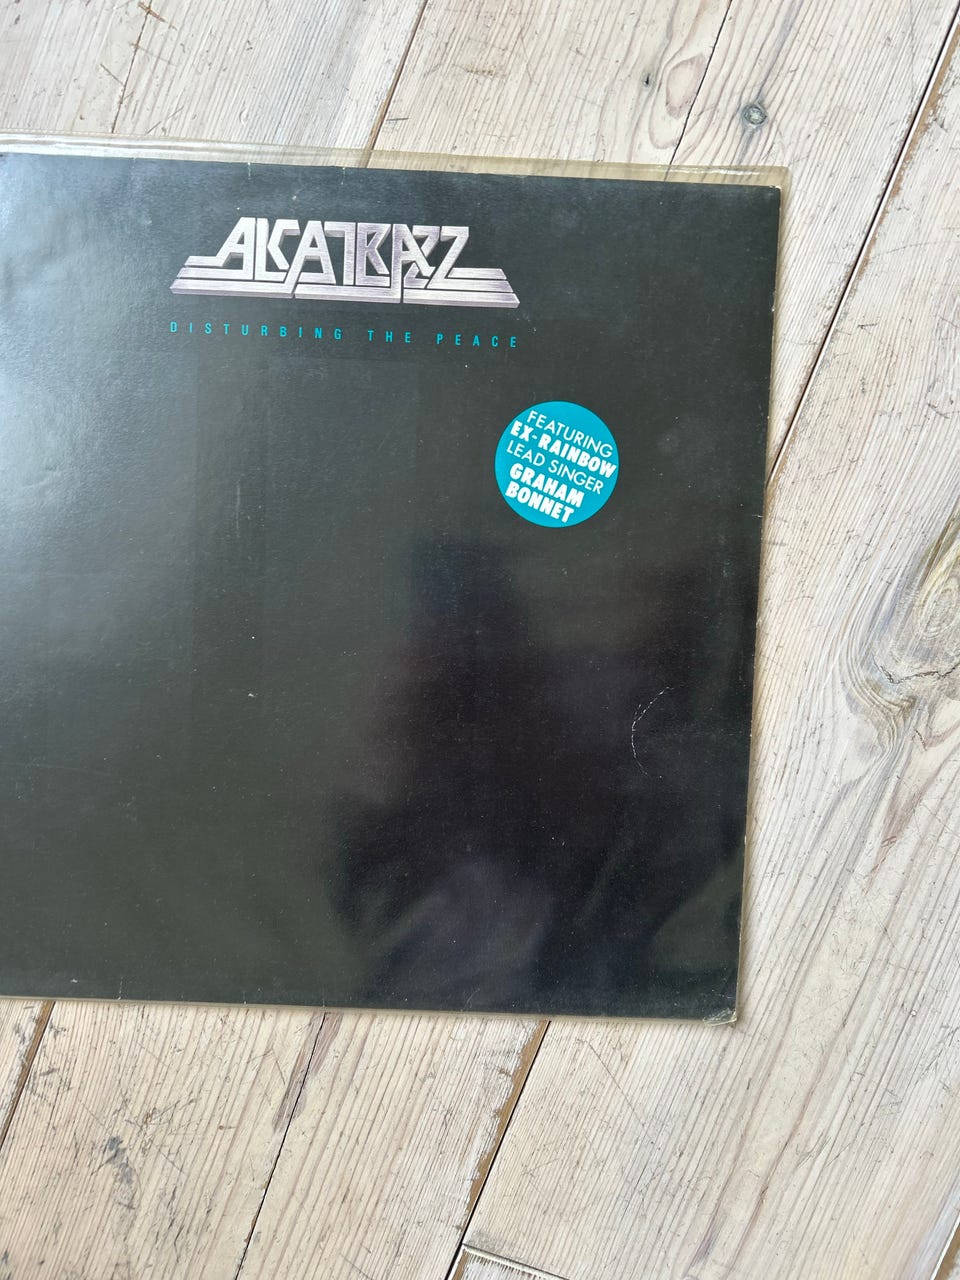 ALCATRAZZ
DISTURBING THE PEACE
FEATURING
EX-RAINBOW
LEAD SINGER
GRAHAM
BONNET